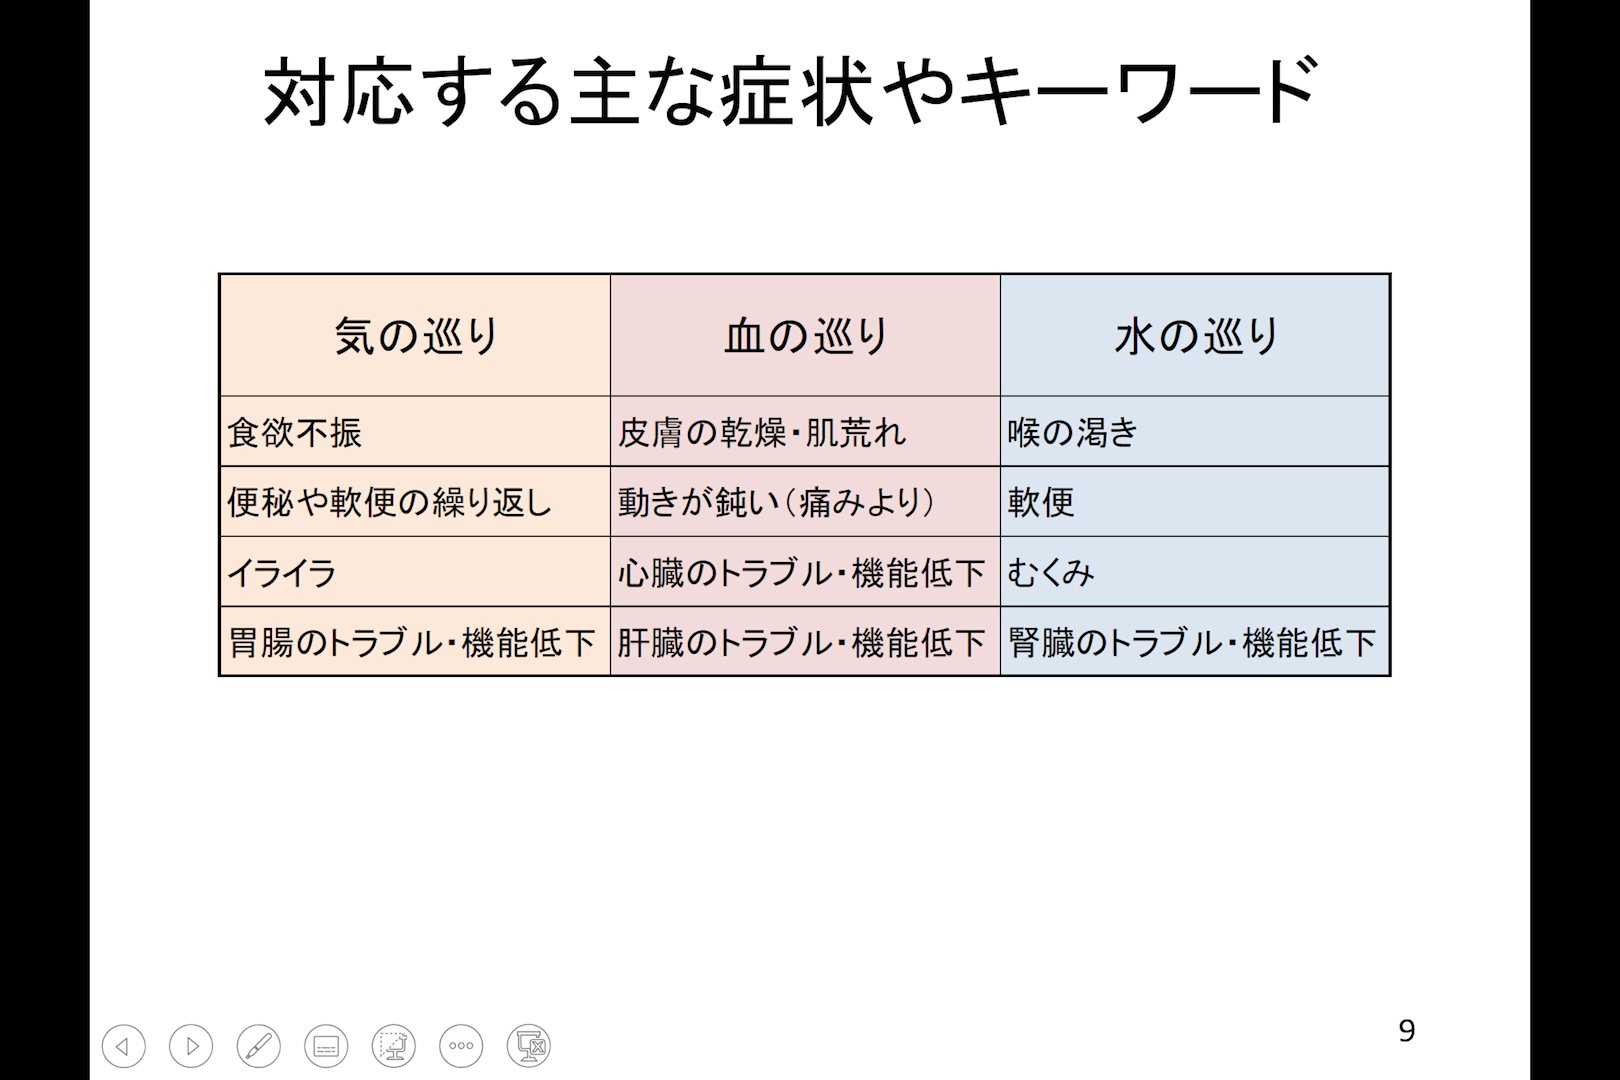 対応する主な症状やキーワード
気の巡り 血の巡り 水の巡り
食欲不振 皮膚の乾燥・肌荒れ 喉の渇き
便秘や軟便の繰り返し 動きが鈍い（痛みより） 軟便
イライラ 心臓のトラブル・機能低下 むくみ
胃腸のトラブル・機能低下 肝臓のトラブル・機能低下 腎臓のトラブル・機能低下
9